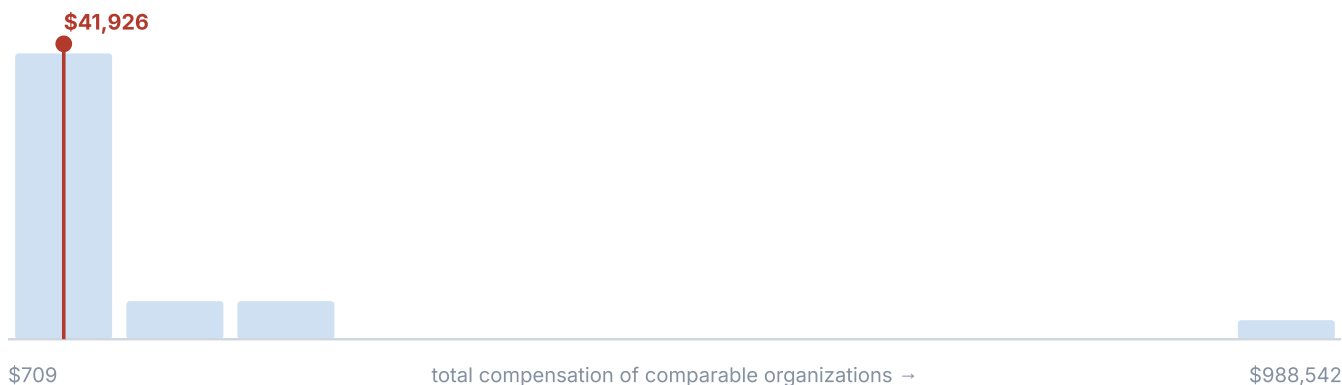 $41,926
$709 total compensation of comparable organizations → $988,542